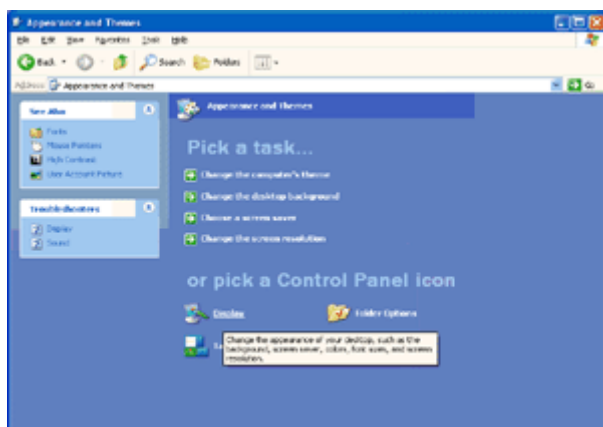 Appearance and Themes
File Edit View Favorites Tools Help
Back Search Folders
Address Appearance and Themes Go
See Also
Fonts
Mouse Pointers
High Contrast
User Account Picture
Troubleshooters
Display
Sound
Appearance and Themes
Pick a task...
Change the computer's theme
Change the desktop background
Choose a screen saver
Change the screen resolution
or pick a Control Panel icon
Display Folder Options
Change the appearance of your desktop, such as the
background, screen saver, colors, font sizes, and screen
resolution.